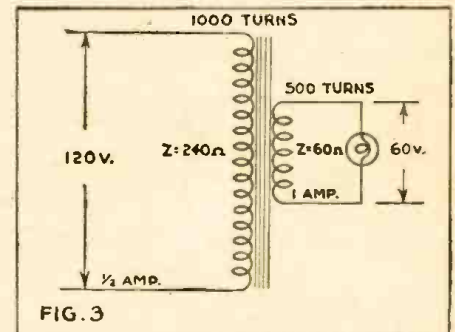 1000 TURNS
500 TURNS
120V.
Z=240Ω
Z=60Ω
60V.
1 AMP.
½ AMP.
FIG. 3